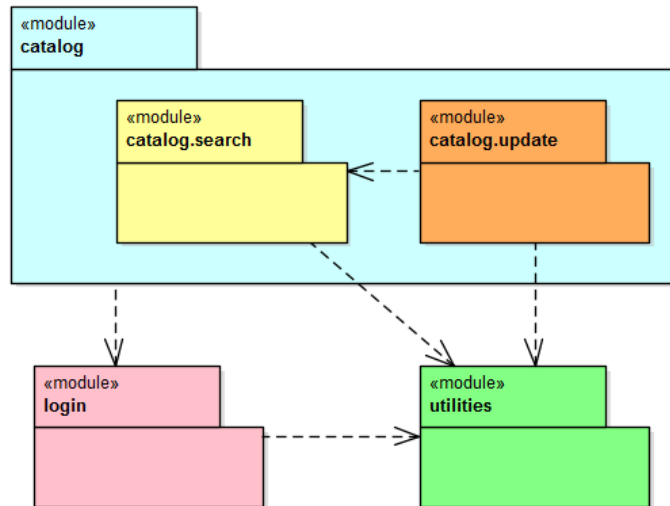 «module»
catalog
«module»
catalog.search
«module»
catalog.update
«module»
login
«module»
utilities